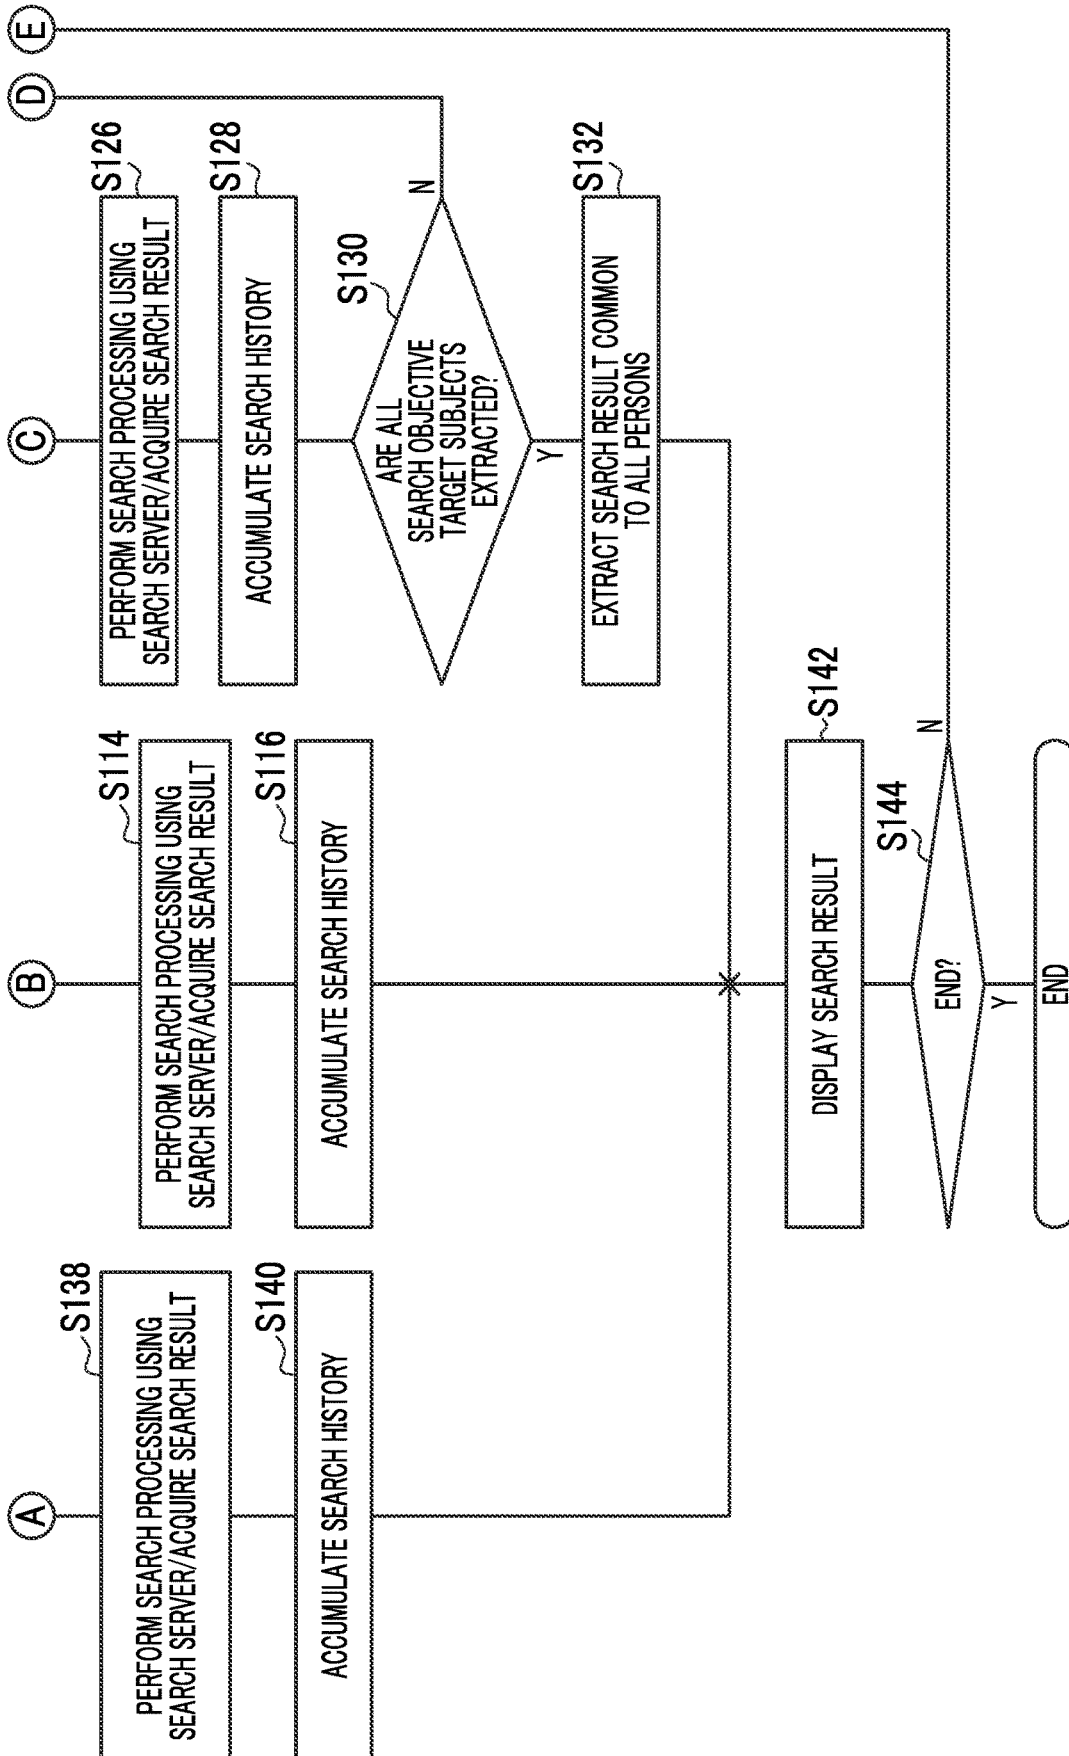 A
B
C
D
E
S138
PERFORM SEARCH PROCESSING USING
SEARCH SERVER/ACQUIRE SEARCH RESULT
S140
ACCUMULATE SEARCH HISTORY
S114
PERFORM SEARCH PROCESSING USING
SEARCH SERVER/ACQUIRE SEARCH RESULT
S116
ACCUMULATE SEARCH HISTORY
S126
PERFORM SEARCH PROCESSING USING
SEARCH SERVER/ACQUIRE SEARCH RESULT
S128
ACCUMULATE SEARCH HISTORY
S130
ARE ALL
SEARCH OBJECTIVE
TARGET SUBJECTS
EXTRACTED?
N
Y
S132
EXTRACT SEARCH RESULT COMMON
TO ALL PERSONS
S142
DISPLAY SEARCH RESULT
S144
END?
N
Y
END